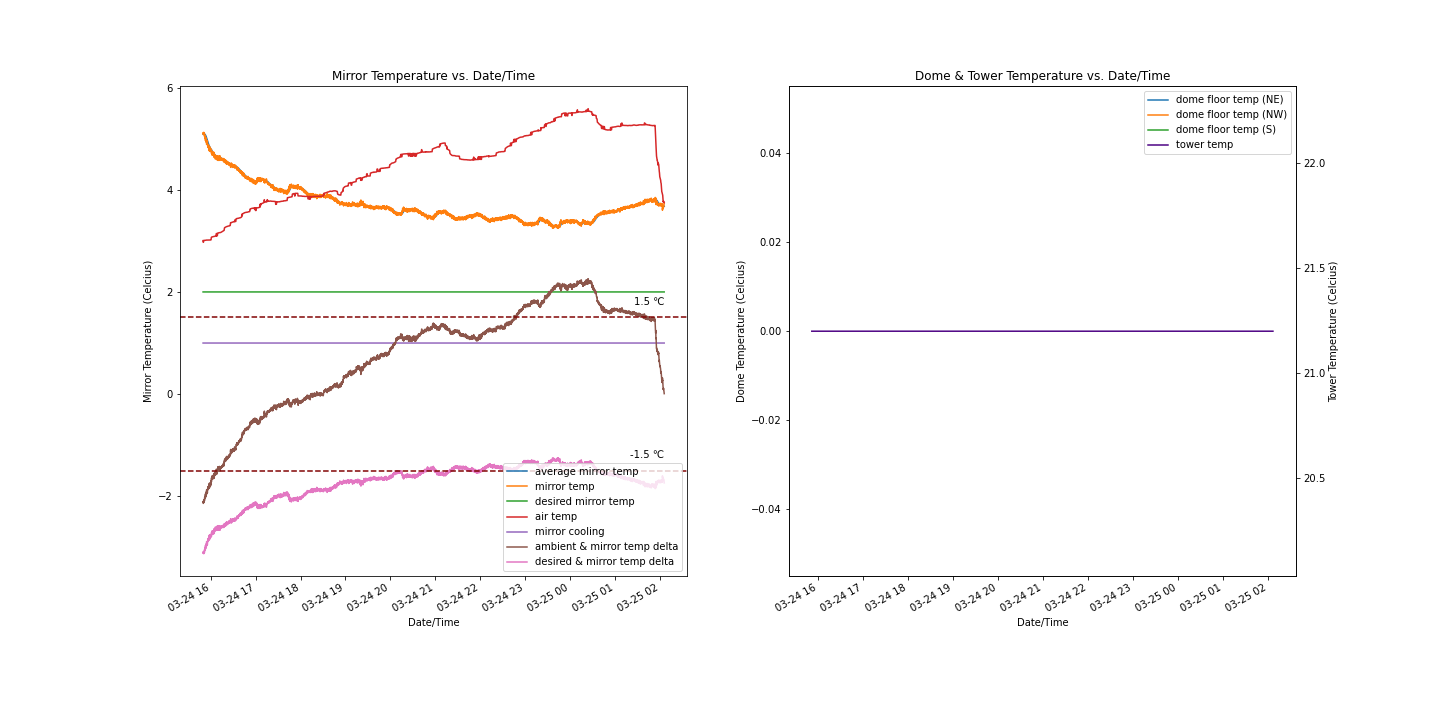 Mirror Temperature vs. Date/Time
Mirror Temperature (Celcius)
6
4
2
0
−2
1.5 °C
-1.5 °C
average mirror temp
mirror temp
desired mirror temp
air temp
mirror cooling
ambient & mirror temp delta
desired & mirror temp delta
03-24 16
03-24 17
03-24 18
03-24 19
03-24 20
03-24 21
03-24 22
03-24 23
03-25 00
03-25 01
03-25 02
Date/Time
Dome & Tower Temperature vs. Date/Time
Dome Temperature (Celcius)
0.04
0.02
0.00
−0.02
−0.04
dome floor temp (NE)
dome floor temp (NW)
dome floor temp (S)
tower temp
22.0
21.5
21.0
20.5
Tower Temperature (Celcius)
03-24 16
03-24 17
03-24 18
03-24 19
03-24 20
03-24 21
03-24 22
03-24 23
03-25 00
03-25 01
03-25 02
Date/Time